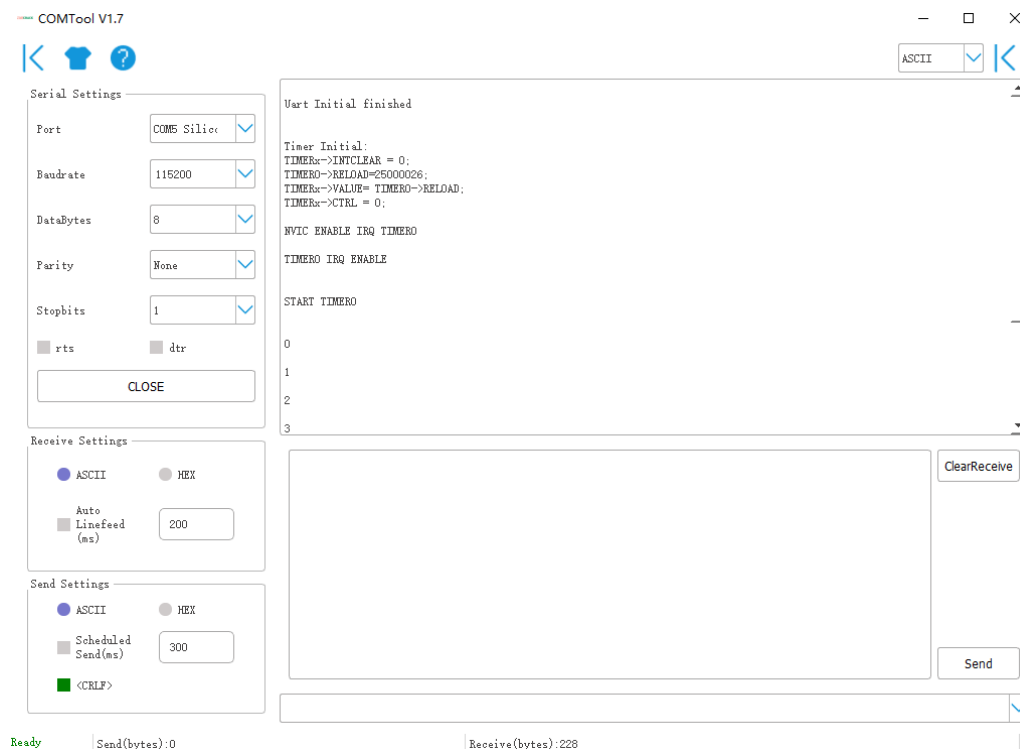 COMTool V1.7
ASCII
Serial Settings
Port
COM5 Silic
Baudrate
115200
DataBytes
8
Parity
None
Stopbits
1
rts
dtr
CLOSE
Receive Settings
ASCII
HEX
Auto
Linefeed
(ms)
200
Send Settings
ASCII
HEX
Scheduled
Send(ms)
300
<CRLF>
Uart Initial finished
Timer Initial:
TIMERx->INTCLEAR = 0;
TIMER0->RELOAD=25000026;
TIMERx->VALUE= TIMER0->RELOAD;
TIMERx->CTRL = 0;
NVIC ENABLE IRQ TIMER0
TIMER0 IRQ ENABLE
START TIMER0
0
1
2
3
ClearReceive
Send
Ready
Send(bytes):0
Receive(bytes):228